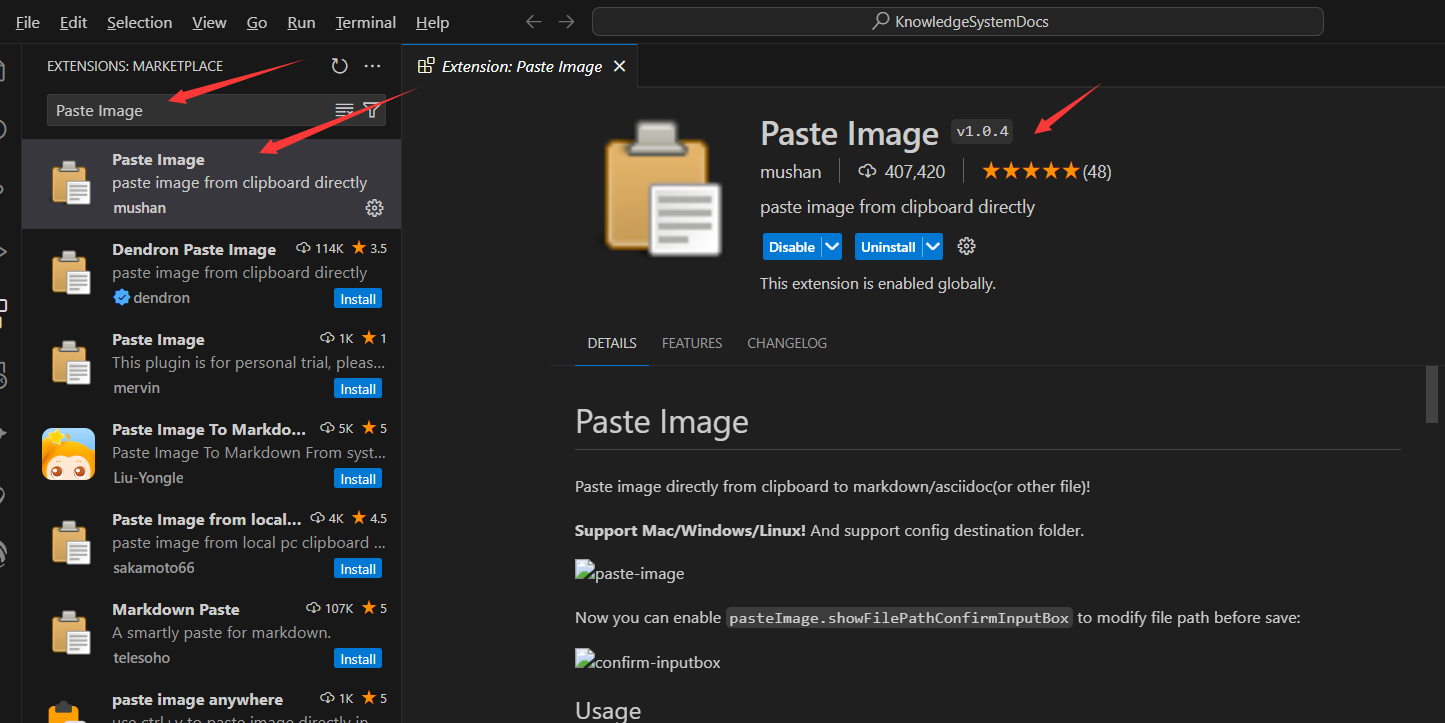 File Edit Selection View Go Run Terminal Help
KnowledgeSystemDocs
EXTENSIONS: MARKETPLACE
Paste Image
Paste Image
paste image from clipboard directly
mushan
Dendron Paste Image 114K 3.5
paste image from clipboard directly
dendron Install
Paste Image 1K 1
This plugin is for personal trial, pleas...
mervin Install
Paste Image To Markdo... 5K 5
Paste Image To Markdown From syst...
Liu-Yongle Install
Paste Image from local... 4K 4.5
paste image from local pc clipboard ...
sakamoto66 Install
Markdown Paste 107K 5
A smartly paste for markdown.
telesoho Install
paste image anywhere 1K 5
use ctrl+v to paste image directly in
Extension: Paste Image
Paste Image v1.0.4
mushan 407,420 (48)
paste image from clipboard directly
Disable Uninstall
This extension is enabled globally.
DETAILS FEATURES CHANGELOG
Paste Image
Paste image directly from clipboard to markdown/asciidoc(or other file)!
Support Mac/Windows/Linux! And support config destination folder.
paste-image
Now you can enable pasteImage.showFilePathConfirmInputBox to modify file path before save:
confirm-inputbox
Usage